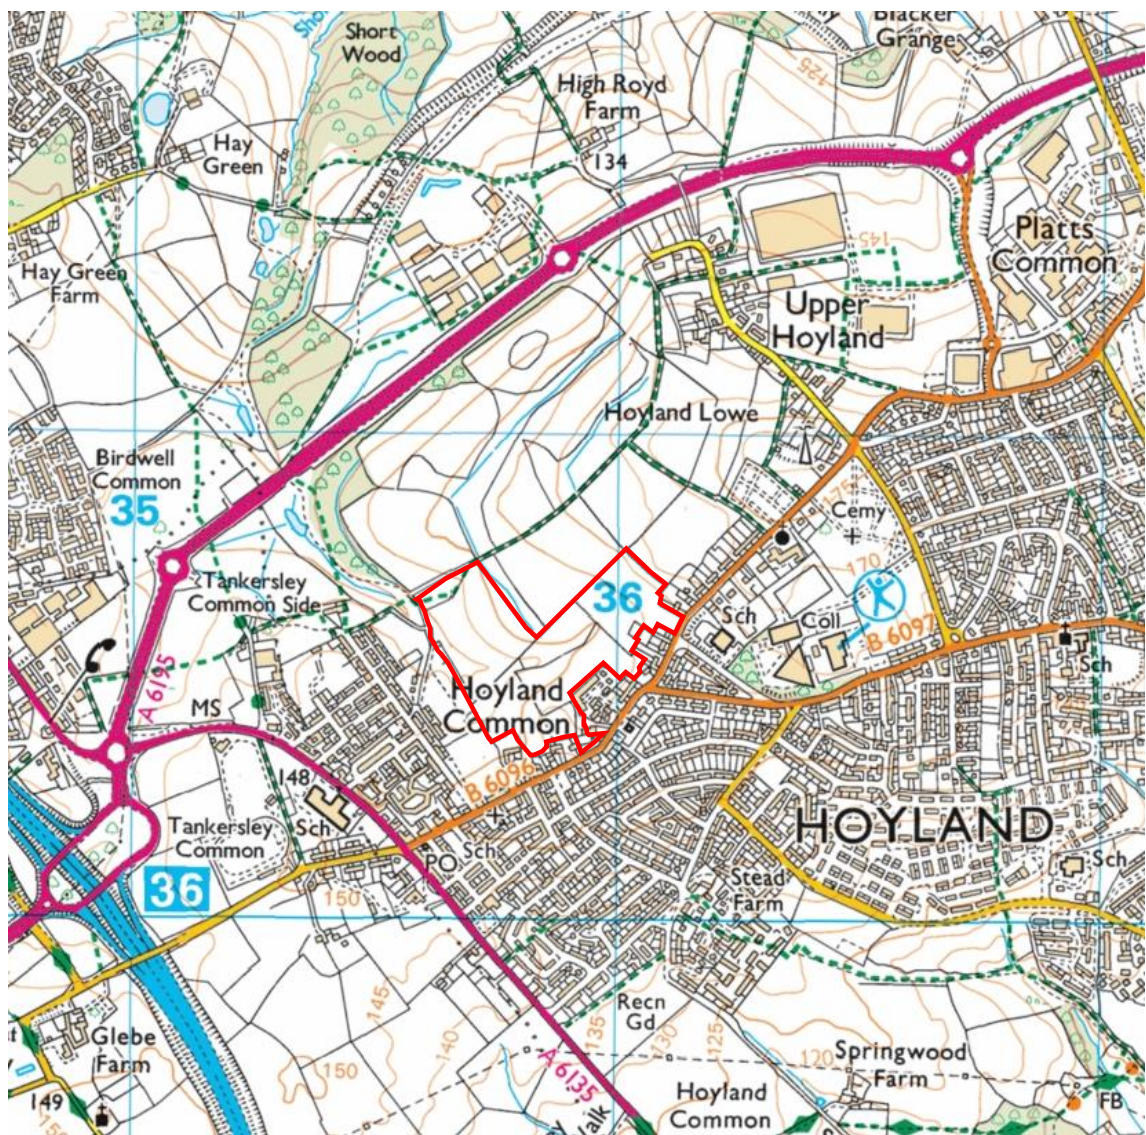 Short
Wood
Blacker
Grange
125
High Royd
Farm
Hay
Green
134
Platts
Common
145
Hay Green
Farm
Upper
Hoyland
Hoyland Lowe
Birdwell
Common
35
175
Cemy
170
Tankersley
Common Side
36
Sch
Coll
B 6097
Sch
A 6195
MS
Hoyland
Common
B 6096
148
Sch
Tankersley
Common
HOYLAND
PO
Sch
Sch
36
150
Stead
Farm
145
140
Recn
Gd
135
130
125
Glebe
Farm
150
A 6135
120
Springwood
Farm
149
150
Hoyland
Common
FB